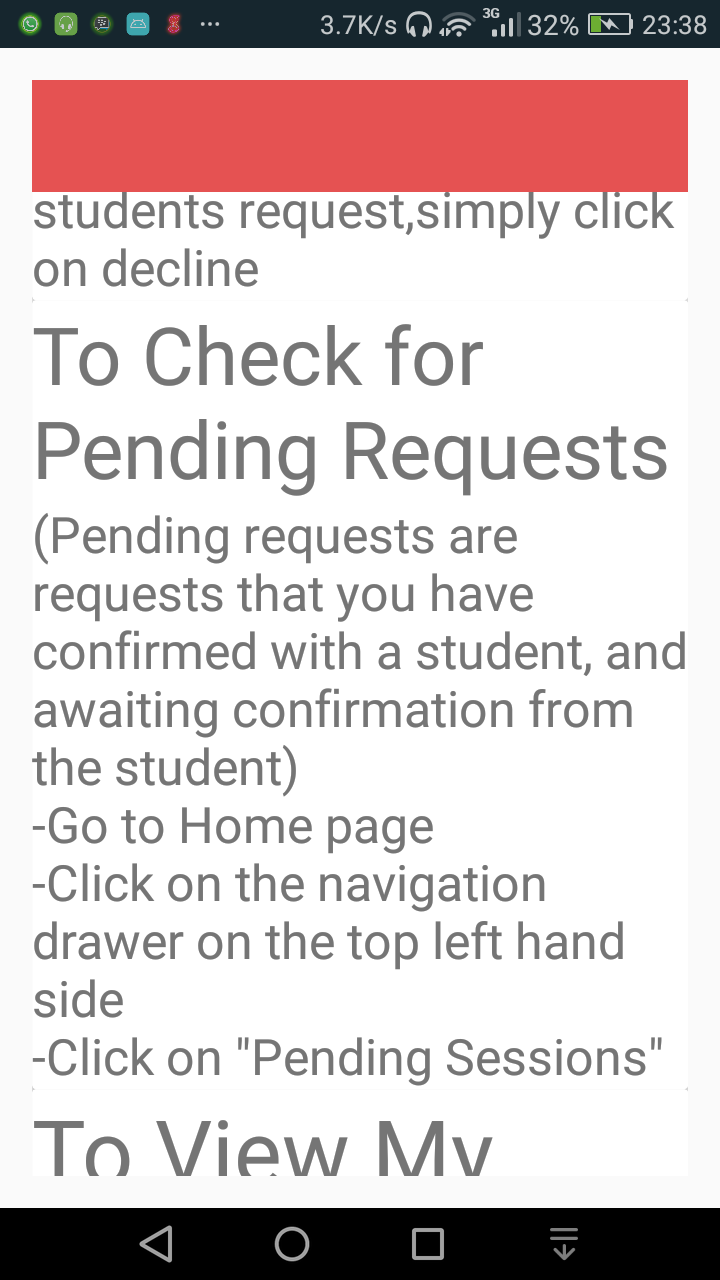 3.7K/s 3G 32% 23:38
students request,simply click
on decline
To Check for
Pending Requests
(Pending requests are
requests that you have
confirmed with a student, and
awaiting confirmation from
the student)
-Go to Home page
-Click on the navigation
drawer on the top left hand
side
-Click on "Pending Sessions"
To View My